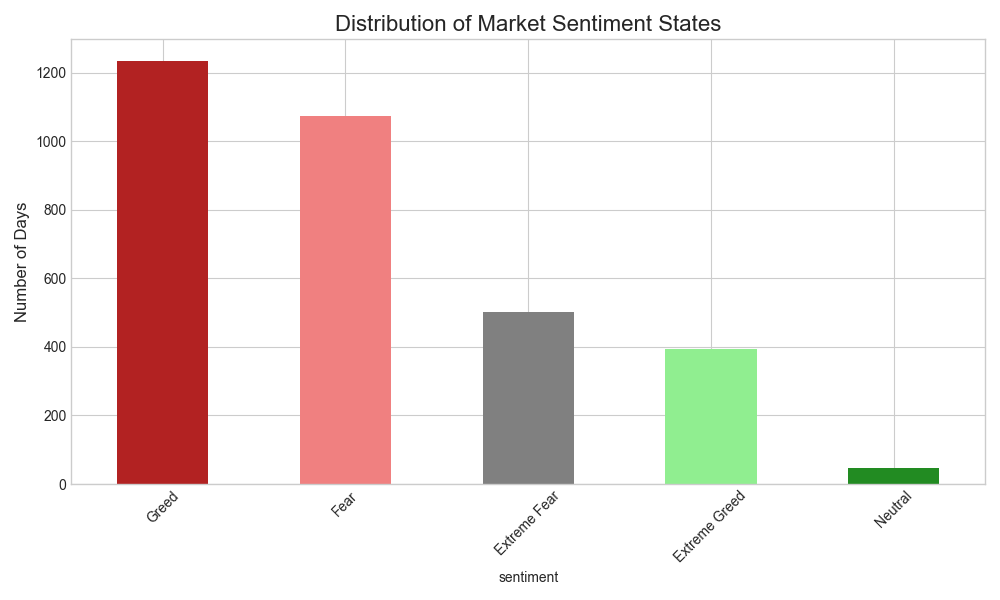 Distribution of Market Sentiment States
Number of Days
1200
1000
800
600
400
200
0
Greed
Fear
Extreme Fear
Extreme Greed
Neutral
sentiment